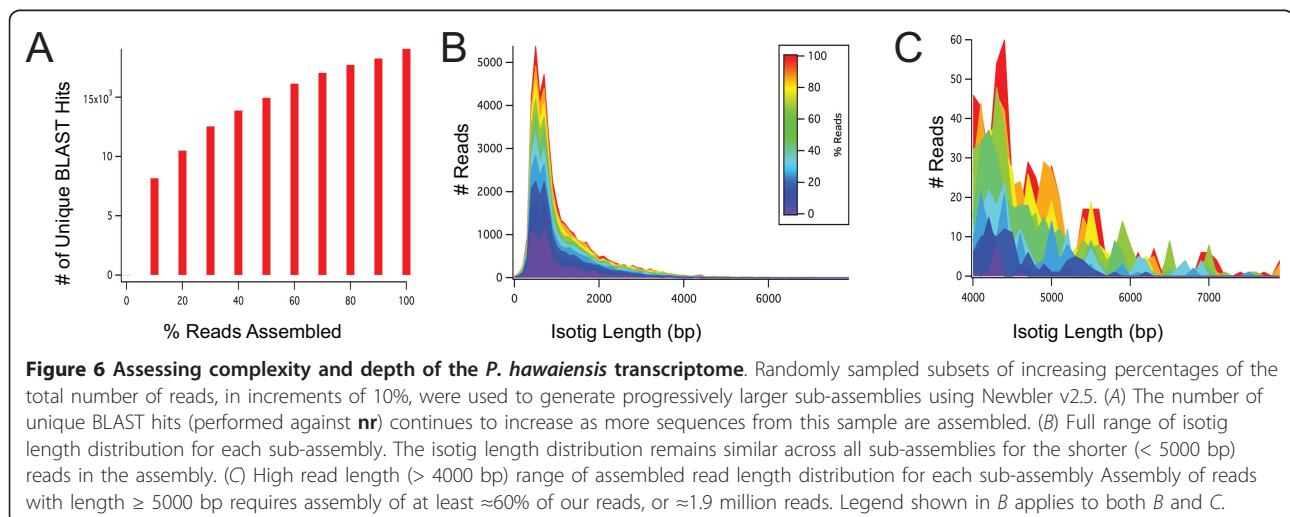 A
# of Unique BLAST Hits
15x10³
10
5
0
0 20 40 60 80 100
% Reads Assembled
B
# Reads
5000
4000
3000
2000
1000
0
0 2000 4000 6000
Isotig Length (bp)
100
80
60
40
20
0
% Reads
C
# Reads
60
50
40
30
20
10
0
4000 5000 6000 7000
Isotig Length (bp)
Figure 6 Assessing complexity and depth of the P. hawaiensis transcriptome. Randomly sampled subsets of increasing percentages of the
total number of reads, in increments of 10%, were used to generate progressively larger sub-assemblies using Newbler v2.5. (A) The number of
unique BLAST hits (performed against nr) continues to increase as more sequences from this sample are assembled. (B) Full range of isotig
length distribution for each sub-assembly. The isotig length distribution remains similar across all sub-assemblies for the shorter (< 5000 bp)
reads in the assembly. (C) High read length (> 4000 bp) range of assembled read length distribution for each sub-assembly Assembly of reads
with length ≥ 5000 bp requires assembly of at least ≈60% of our reads, or ≈1.9 million reads. Legend shown in B applies to both B and C.